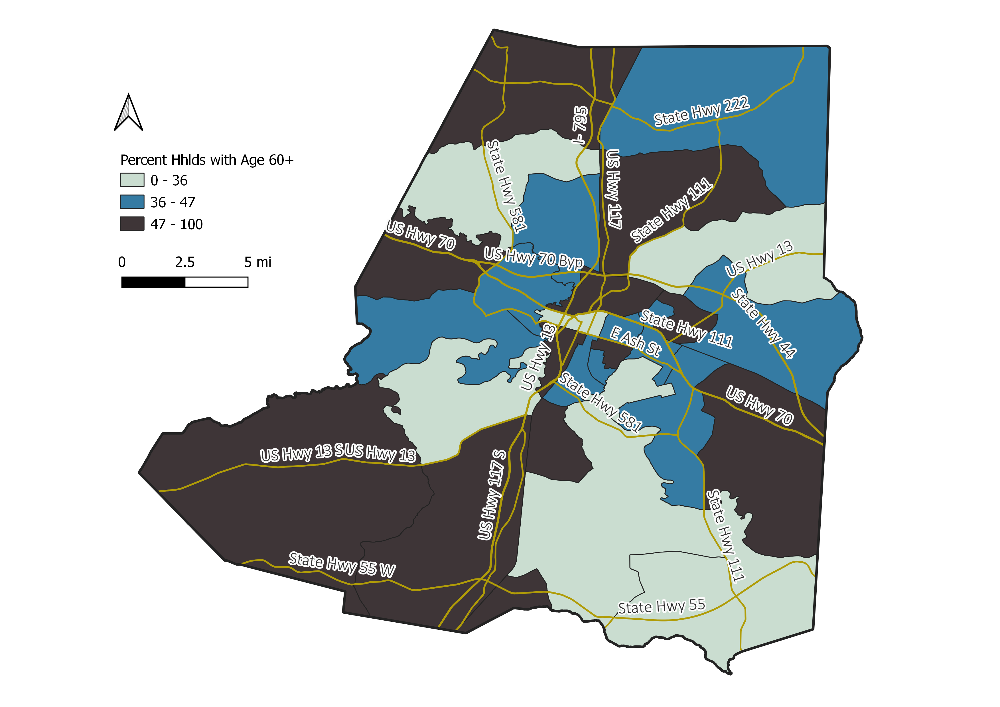 Percent Hhlds with Age 60+
0 - 36
36 - 47
47 - 100
0 2.5 5 mi
State Hwy 222
I- 795
State Hwy 581
US Hwy 117
State Hwy 111
US Hwy 70
US Hwy 70 Byp
US Hwy 13
State Hwy 44
State Hwy 111
E Ash St
US Hwy 13
State Hwy 581
US Hwy 70
US Hwy 13 SUS Hwy 13
US Hwy 117 S
State Hwy 111
State Hwy 55 W
State Hwy 55